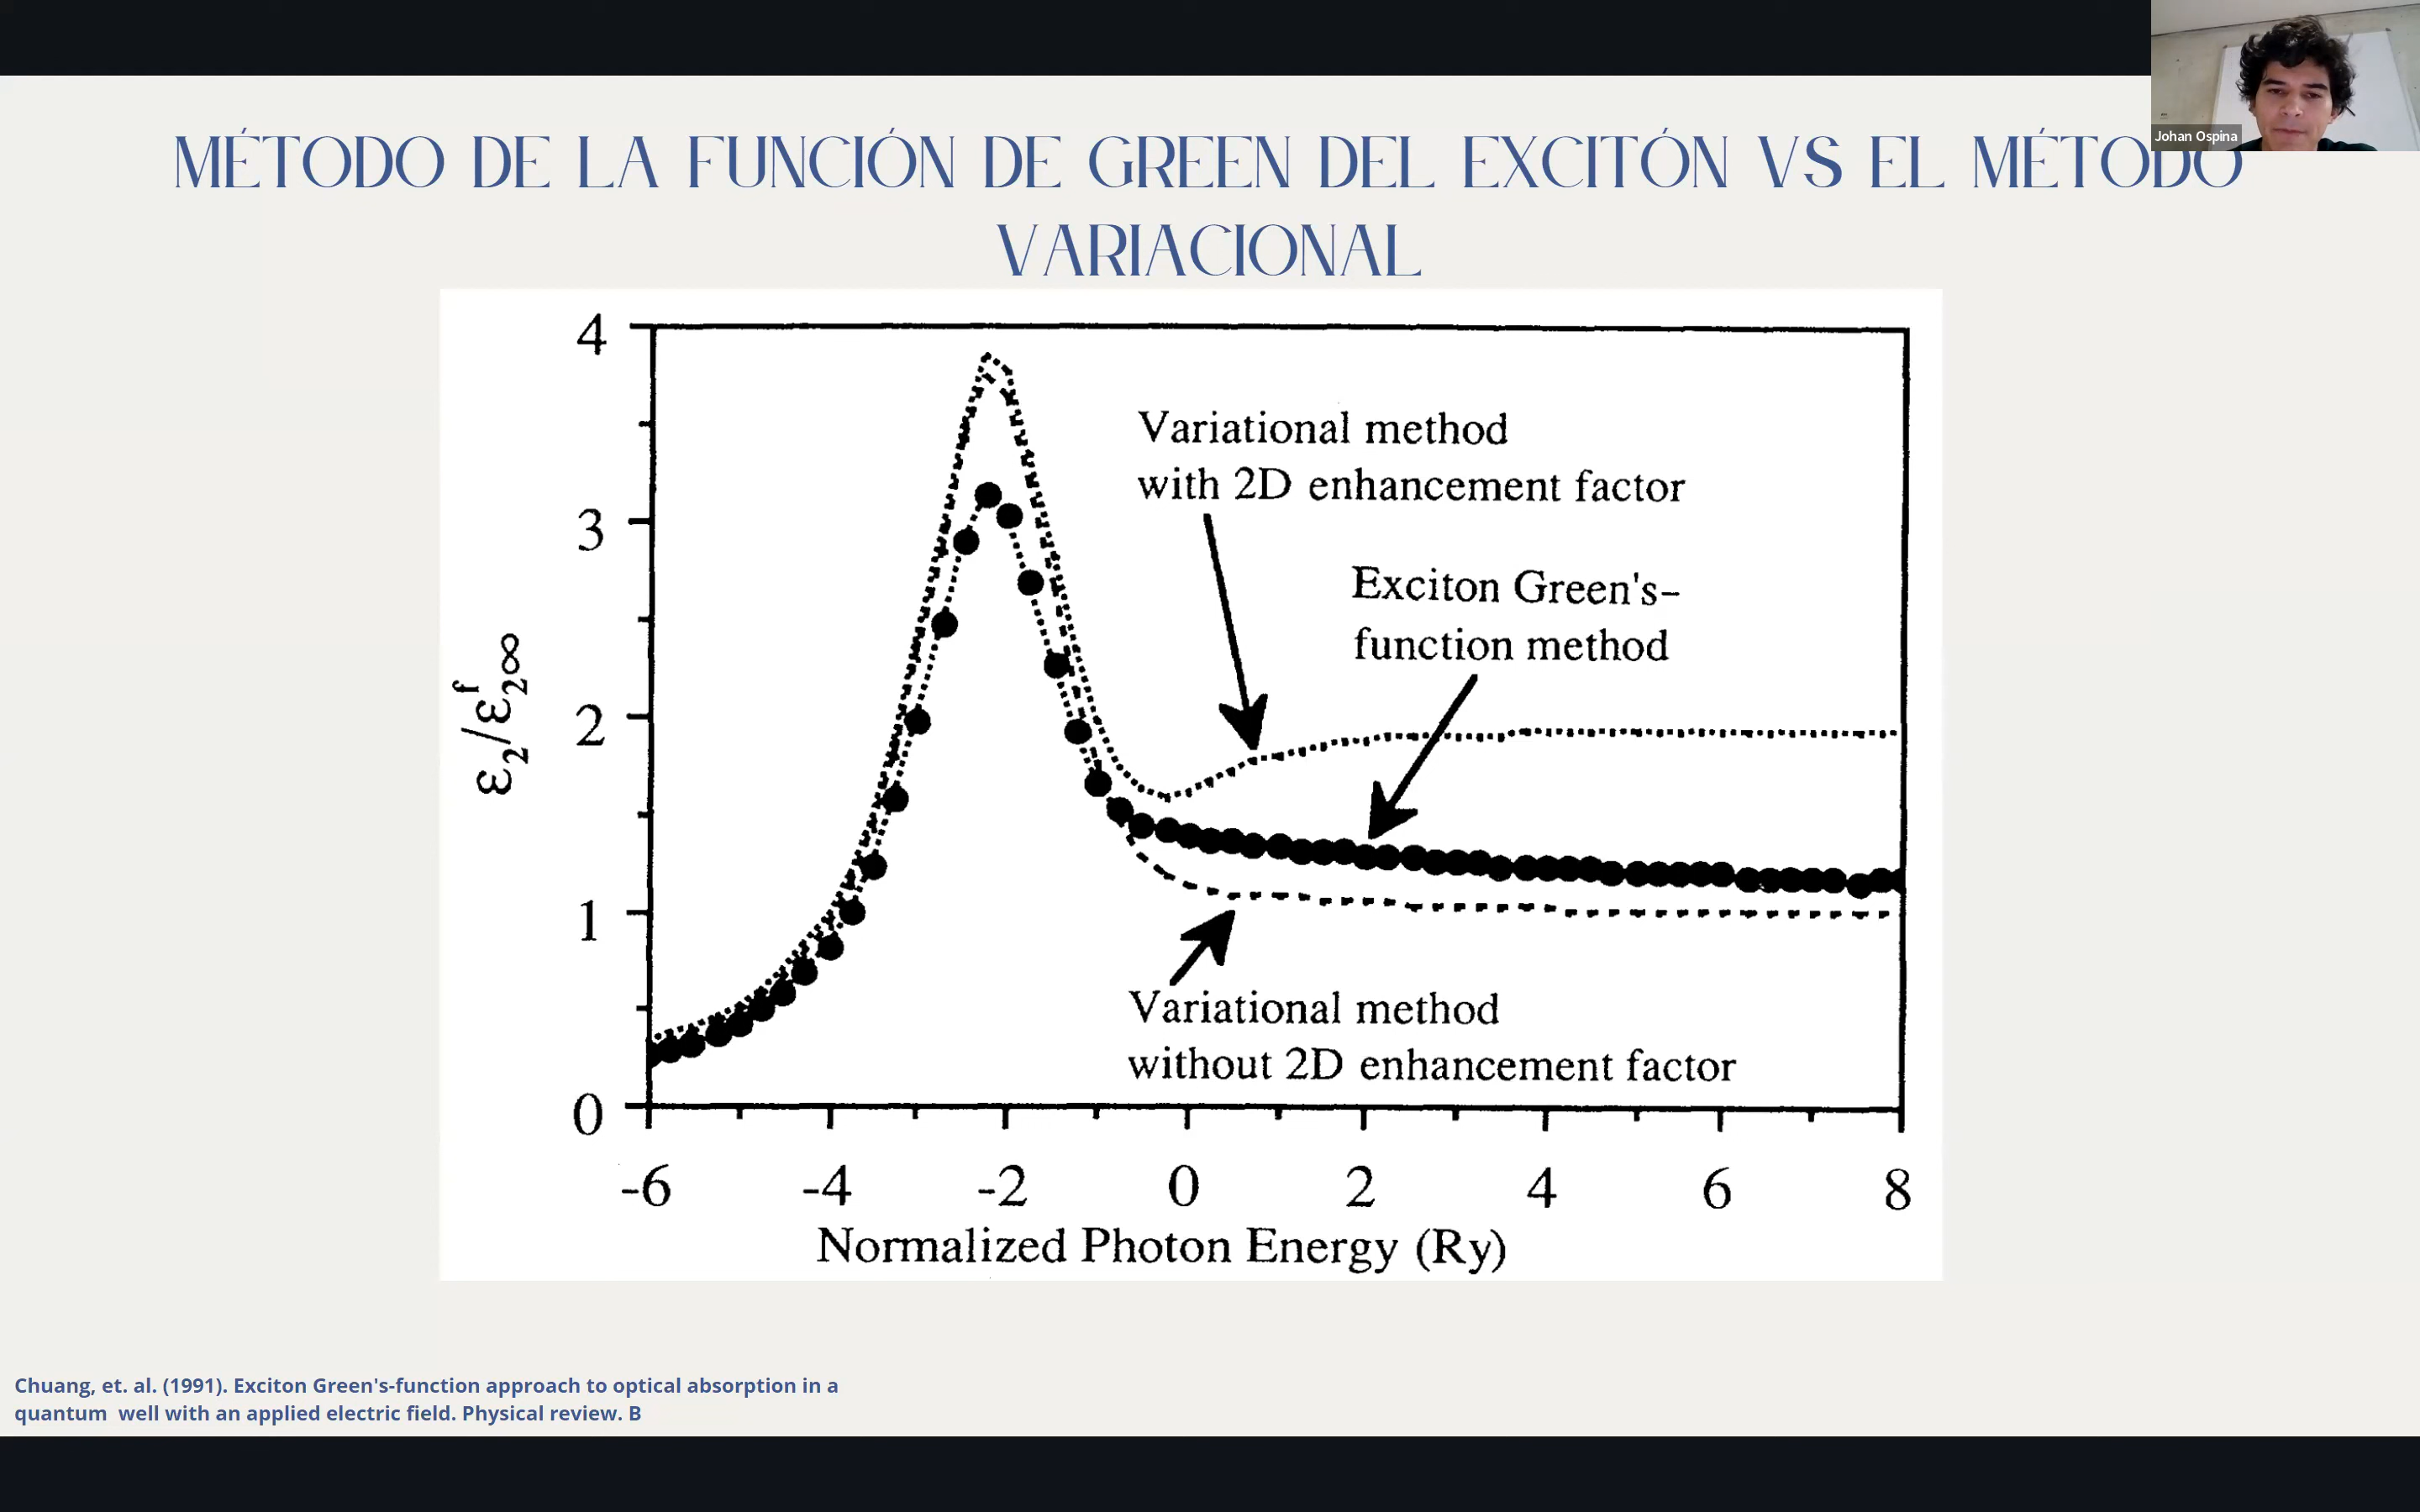 Johan Ospina
MÉTODO DE LA FUNCIÓN DE GREEN DEL EXCITÓN VS EL MÉTODO
VARIACIONAL
4
3
2
1
0
ε₂/ε₂∞ᶠ
Variational method
with 2D enhancement factor
Exciton Green's-
function method
Variational method
without 2D enhancement factor
-6 -4 -2 0 2 4 6 8
Normalized Photon Energy (Ry)
Chuang, et. al. (1991). Exciton Green's-function approach to optical absorption in a
quantum well with an applied electric field. Physical review. B